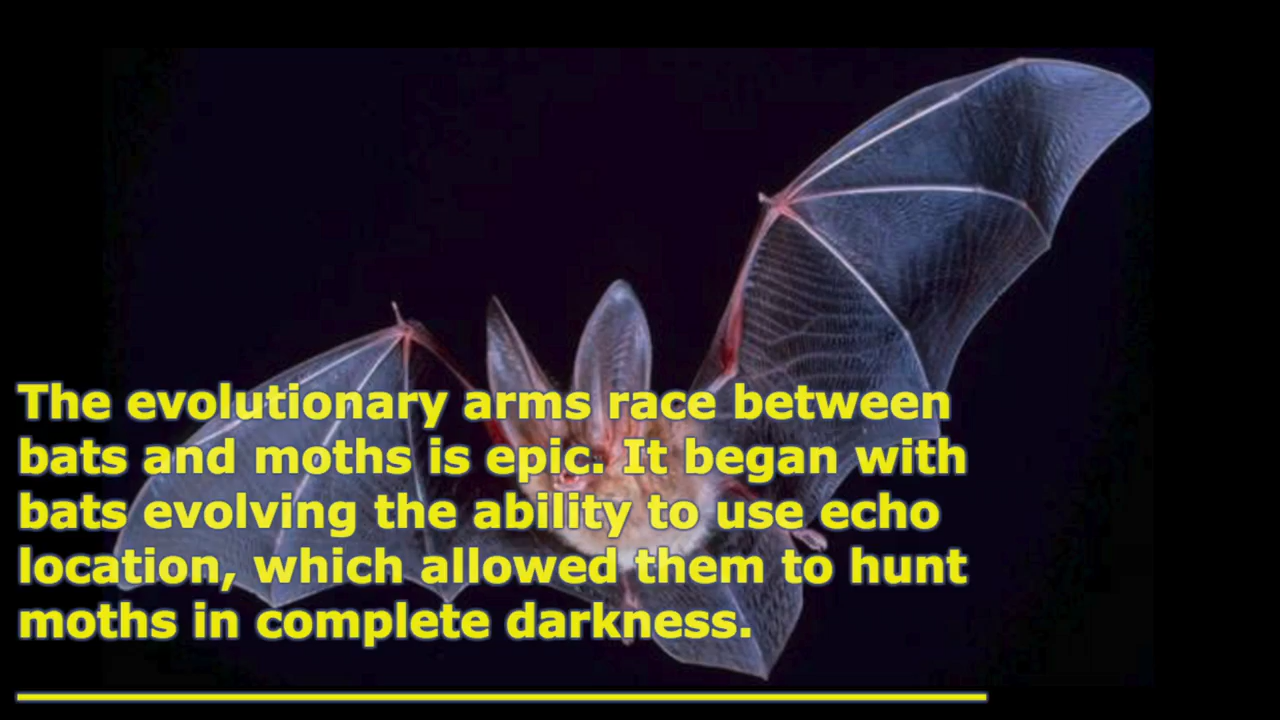 The evolutionary arms race between
bats and moths is epic. It began with
bats evolving the ability to use echo
location, which allowed them to hunt
moths in complete darkness.